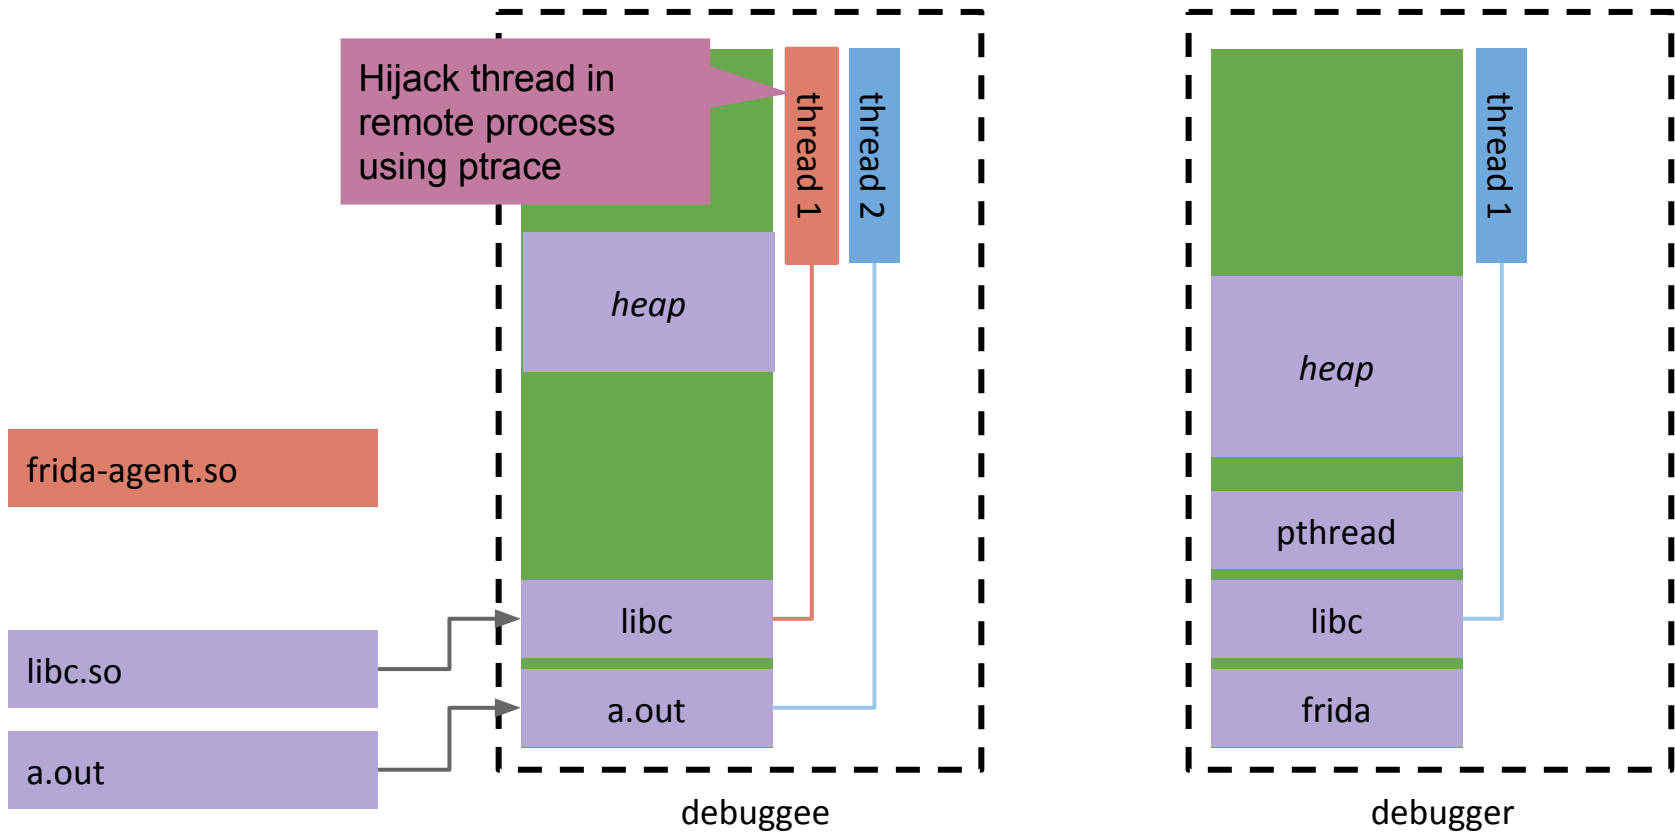 Hijack thread in
remote process
using ptrace
thread 1
thread 2
thread 1
heap
heap
frida-agent.so
pthread
libc
libc
libc.so
a.out
frida
a.out
debuggee
debugger